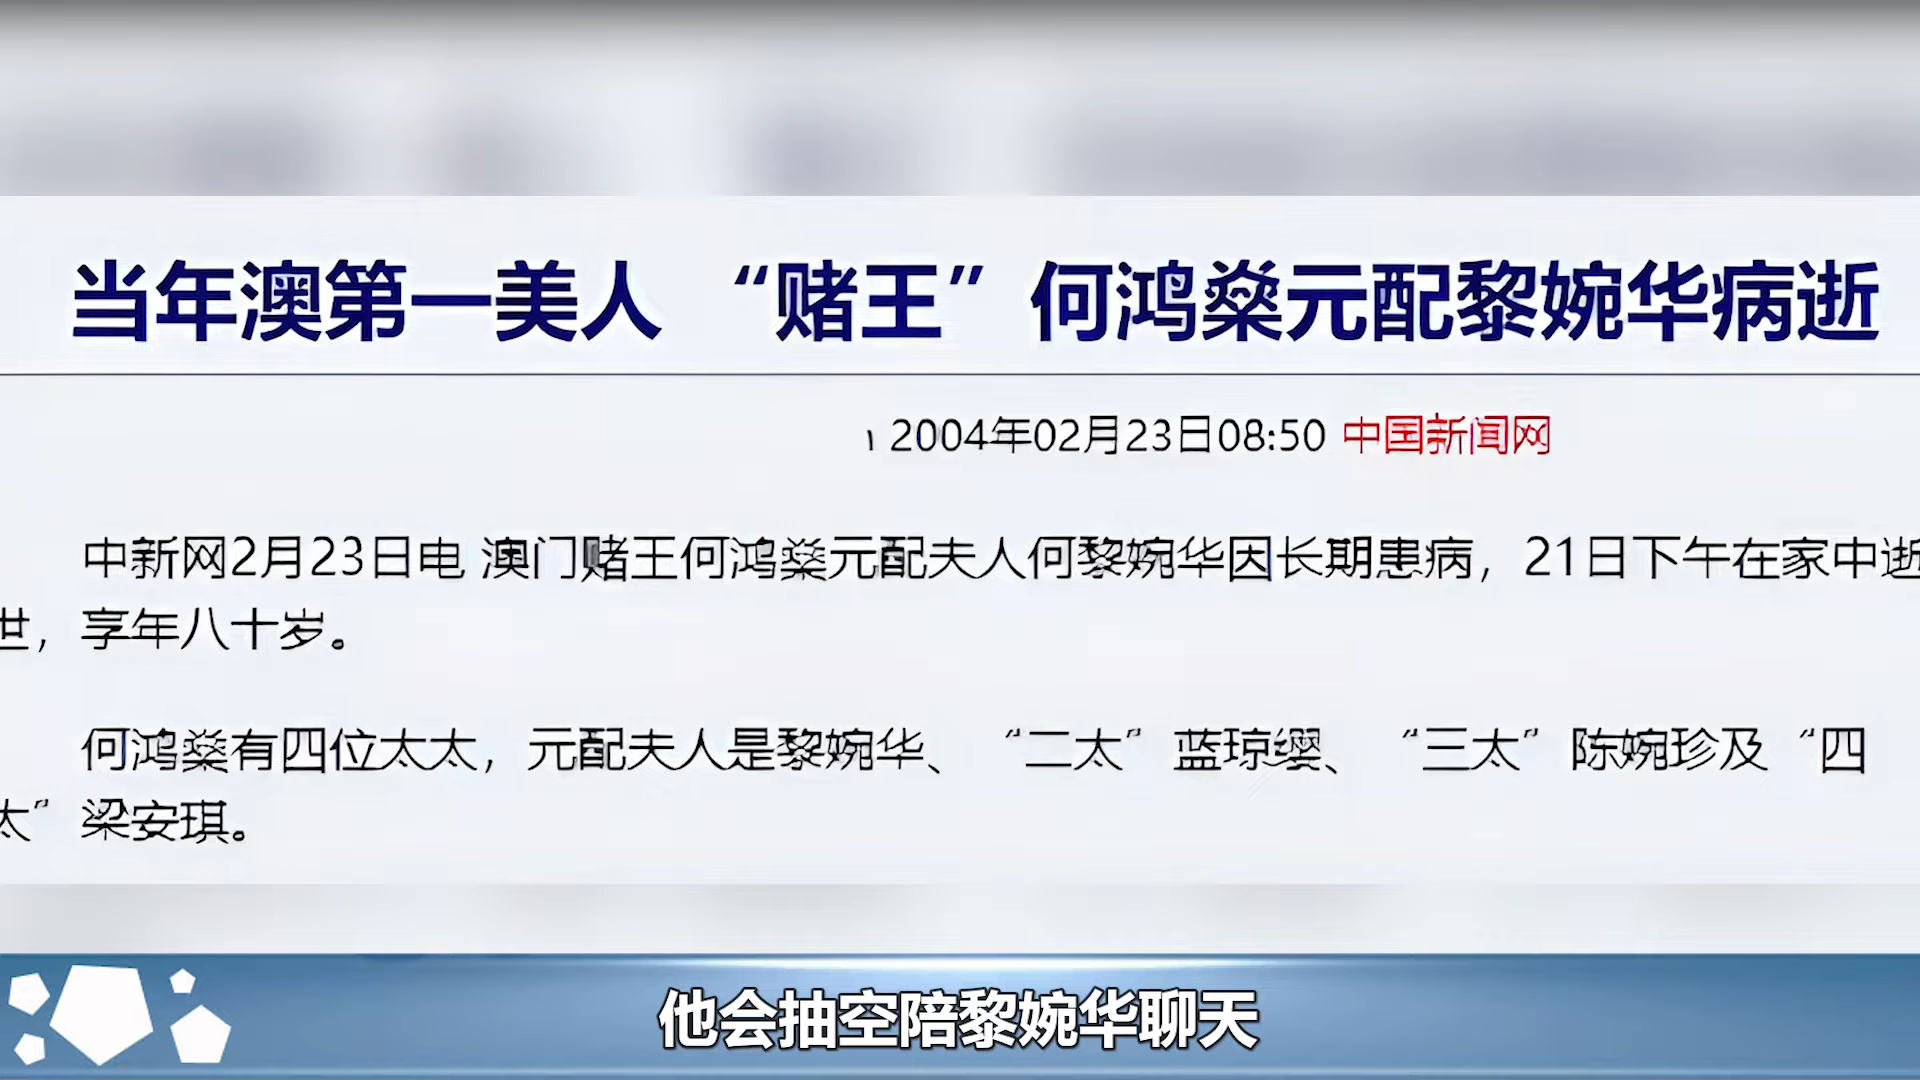 当年澳第一美人 “赌王”何鸿燊元配黎婉华病逝
2004年02月23日08:50 中国新闻网
中新网2月23日电 澳门赌王何鸿燊元配夫人何黎婉华因长期患病，21日下午在家中逝
世，享年八十岁。
何鸿燊有四位太太，元配夫人是黎婉华、“二太”蓝琼缨、“三太”陈婉珍及“四
太”梁安琪。
他会抽空陪黎婉华聊天